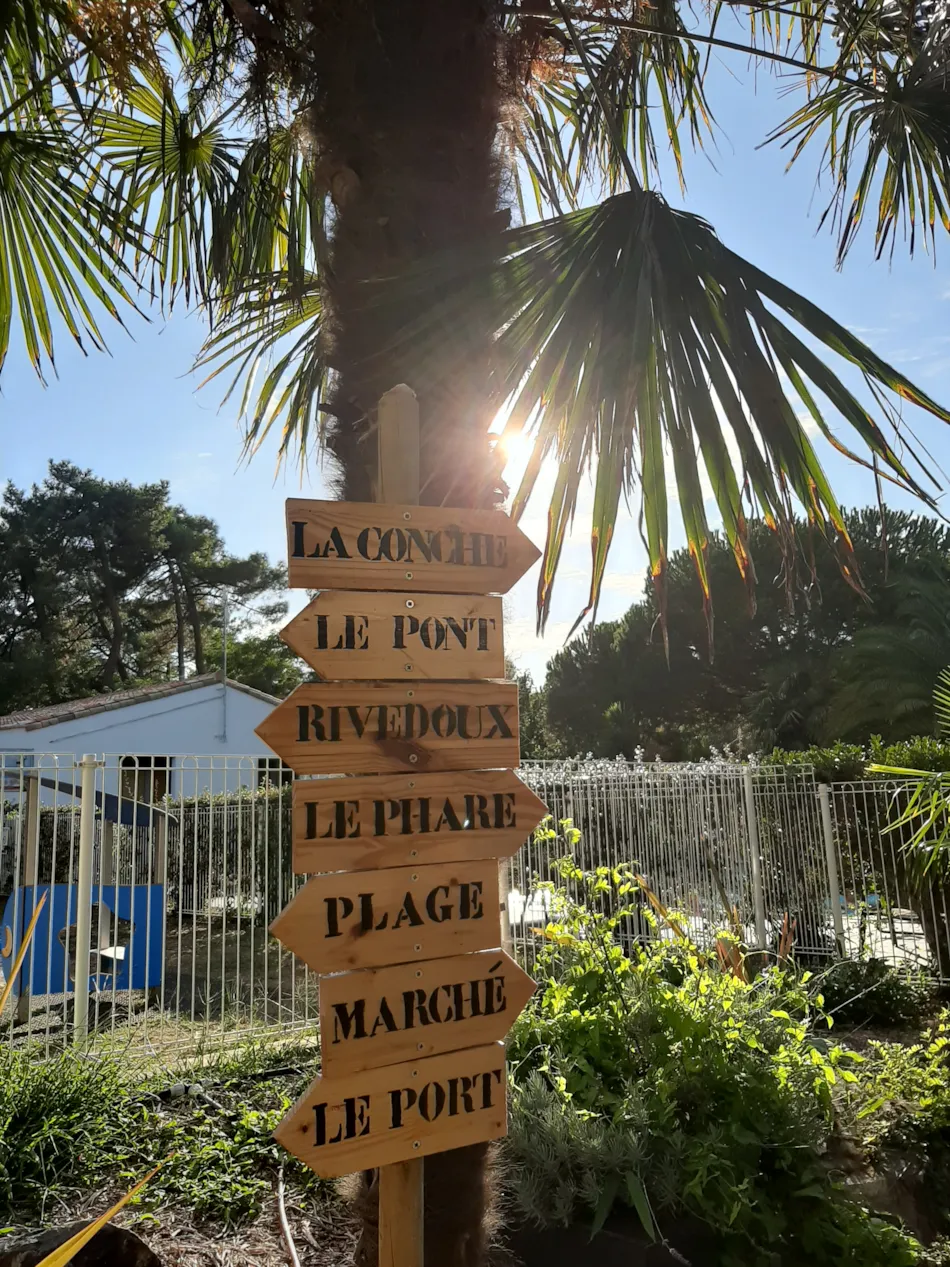 LA CONCHE
LE PONT
RIVEDOUX
LE PHARE
PLAGE
MARCHÉ
LE PORT